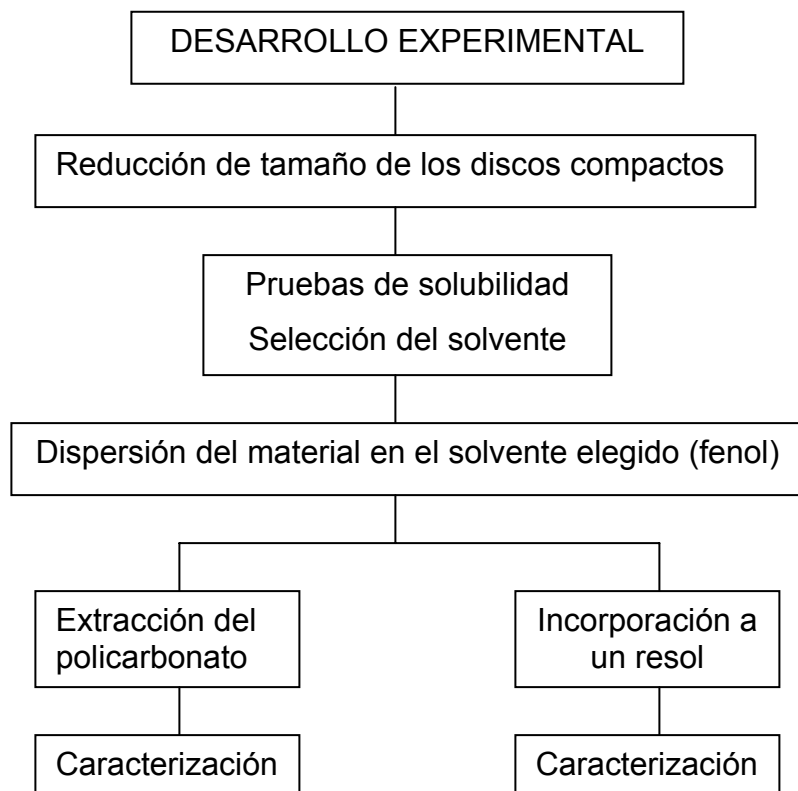 DESARROLLO EXPERIMENTAL
Reducción de tamaño de los discos compactos
Pruebas de solubilidad
Selección del solvente
Dispersión del material en el solvente elegido (fenol)
Extracción del
policarbonato
Caracterización
Incorporación a
un resol
Caracterización